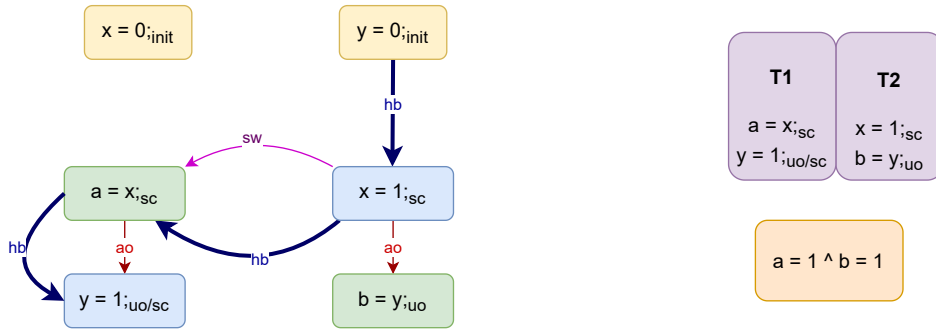 x = 0;init
y = 0;init
hb
sw
a = x;sc
x = 1;sc
hb
ao
hb
ao
y = 1;uo/sc
b = y;uo
T1
a = x;sc
y = 1;uo/sc
T2
x = 1;sc
b = y;uo
a = 1 ^ b = 1